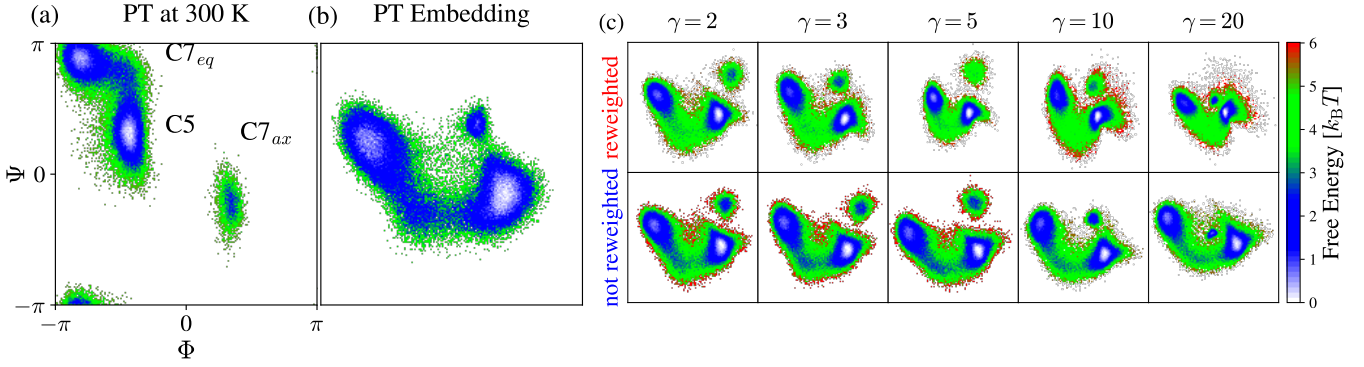 (a) PT at 300 K
(b) PT Embedding
(c) γ = 2 γ = 3 γ = 5 γ = 10 γ = 20
π
0
−π
Ψ
C7eq
C5
C7ax
−π 0 π
Φ
reweighted
not reweighted
6
5
4
3
2
1
0
Free Energy [kBT]